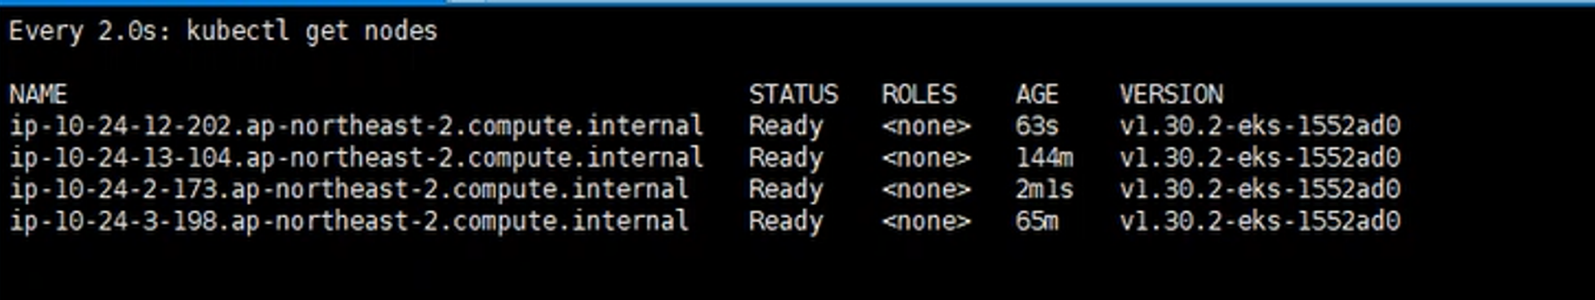 Every 2.0s: kubectl get nodes
NAME STATUS ROLES AGE VERSION
ip-10-24-12-202.ap-northeast-2.compute.internal Ready <none> 63s v1.30.2-eks-1552ad0
ip-10-24-13-104.ap-northeast-2.compute.internal Ready <none> 144m v1.30.2-eks-1552ad0
ip-10-24-2-173.ap-northeast-2.compute.internal Ready <none> 2m1s v1.30.2-eks-1552ad0
ip-10-24-3-198.ap-northeast-2.compute.internal Ready <none> 65m v1.30.2-eks-1552ad0